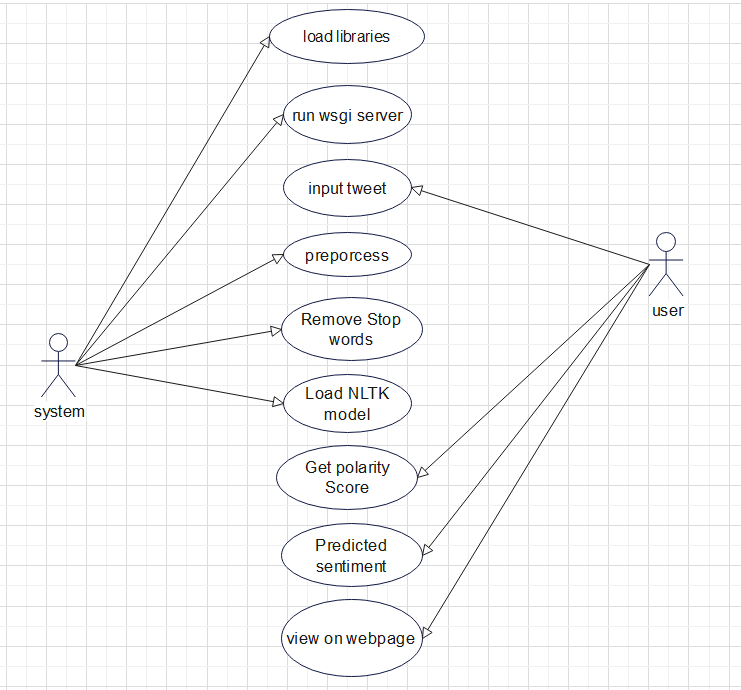 load libraries
run wsgi server
input tweet
preporcess
Remove Stop
words
Load NLTK
model
Get polarity
Score
Predicted
sentiment
view on webpage
system
user